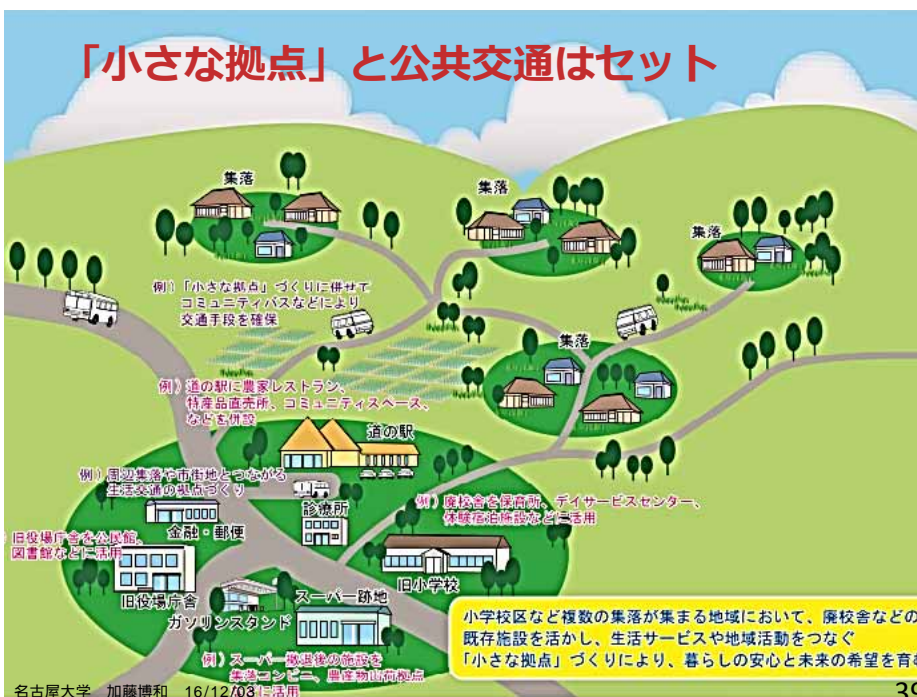 「小さな拠点」と公共交通はセット
集落
集落
集落
例)「小さな拠点」づくりに併せて
コミュニティバスなどにより
交通手段を確保
集落
例)道の駅に農家レストラン、
特産品直売所、コミュニティスペース、
などを併設
道の駅
例)周辺集落や市街地とつながる
生活交通の拠点づくり
診療所
例)廃校舎を保育所、デイサービスセンター、
体験宿泊施設などに活用
金融・郵便
)旧役場庁舎を公民館、
図書館などに活用
旧小学校
旧役場庁舎
スーパー跡地
ガソリンスタンド
小学校区など複数の集落が集まる地域において、廃校舎などの
既存施設を活かし、生活サービスや地域活動をつなぐ
「小さな拠点」づくりにより、暮らしの安心と未来の希望を育む
例)スーパー撤退後の施設を
集落コンビニ、農産物出荷拠点
に活用
名古屋大学 加藤博和 16/12/03
39